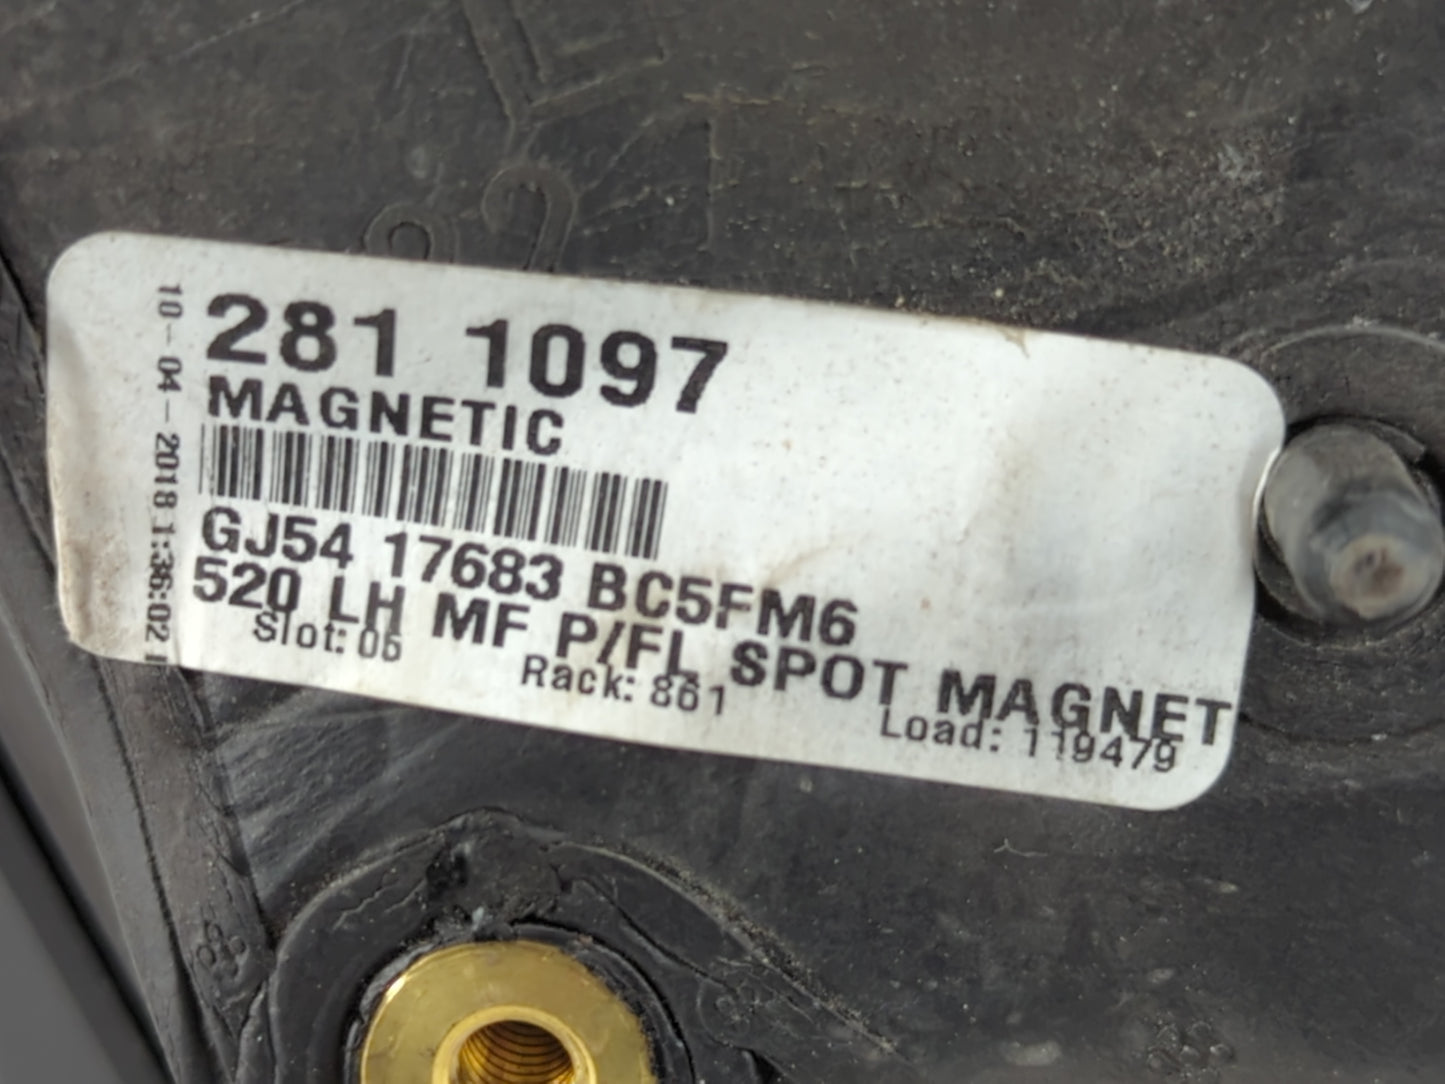 281 1097
MAGNETIC
GJ54 17683 BC5FM6
520 LH MF P/FL SPOT MAGNET
Slot: 06 Rack: 861 Load: 119479
10-04-2018 1:36:02